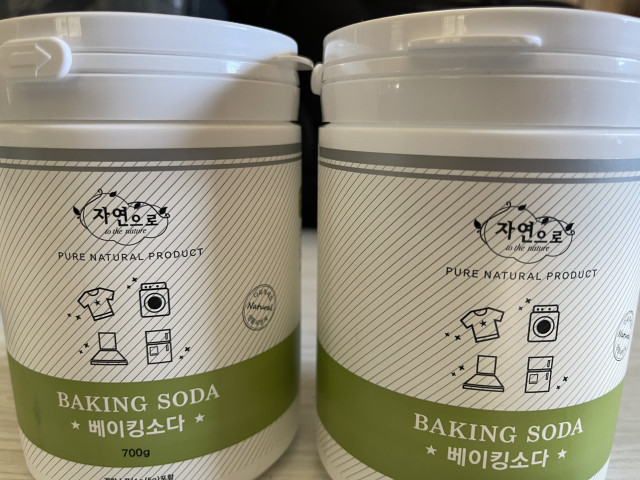 자연으로
to the nature
PURE NATURAL PRODUCT
Natural
BAKING SODA
베이킹소다
700g
자연으로
to the nature
PURE NATURAL PRODUCT
BAKING SODA
베이킹소다